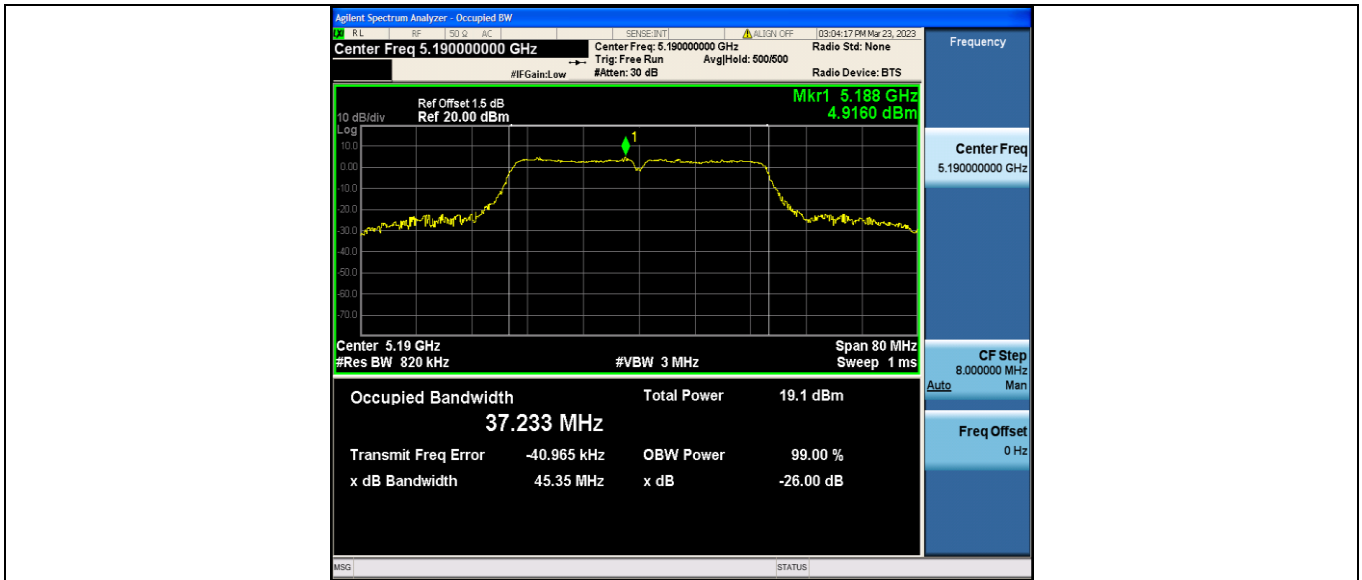 Agilent Spectrum Analyzer - Occupied BW
RL RF 50 Ω AC SENSE:INT ALIGN OFF 03:04:17 PM Mar 23, 2023
Center Freq 5.190000000 GHz
Center Freq: 5.190000000 GHz
Radio Std: None
Trig: Free Run Avg|Hold: 500/500
#IFGain:Low
#Atten: 30 dB
Radio Device: BTS
Mkr1 5.188 GHz
4.9160 dBm
Ref Offset 1.5 dB
10 dB/div Ref 20.00 dBm
Log
10.0
0.00
-10.0
-20.0
-30.0
-40.0
-50.0
-60.0
-70.0
1
Center 5.19 GHz Span 80 MHz
#Res BW 820 kHz #VBW 3 MHz Sweep 1 ms
Occupied Bandwidth Total Power 19.1 dBm
37.233 MHz
Transmit Freq Error -40.965 kHz OBW Power 99.00 %
x dB Bandwidth 45.35 MHz x dB -26.00 dB
Frequency
Center Freq
5.190000000 GHz
CF Step
8.000000 MHz
Auto Man
Freq Offset
0 Hz
MSG STATUS